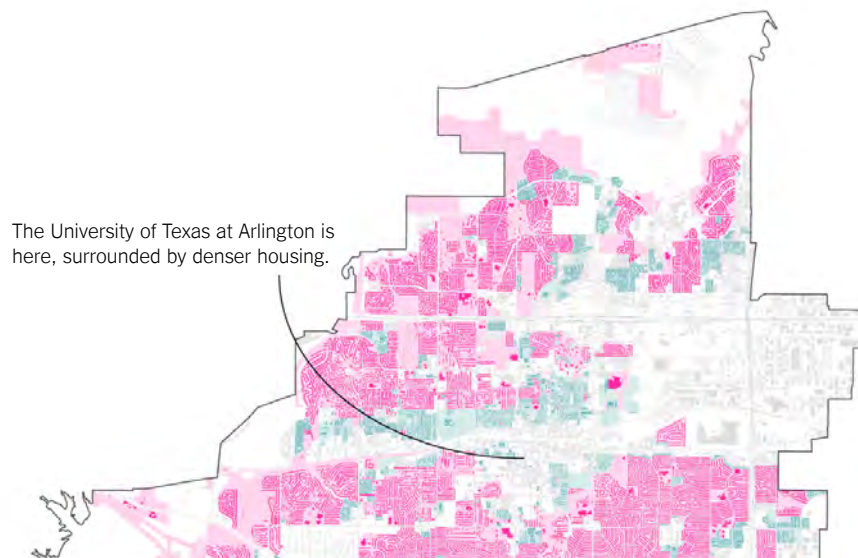 The University of Texas at Arlington is
here, surrounded by denser housing.